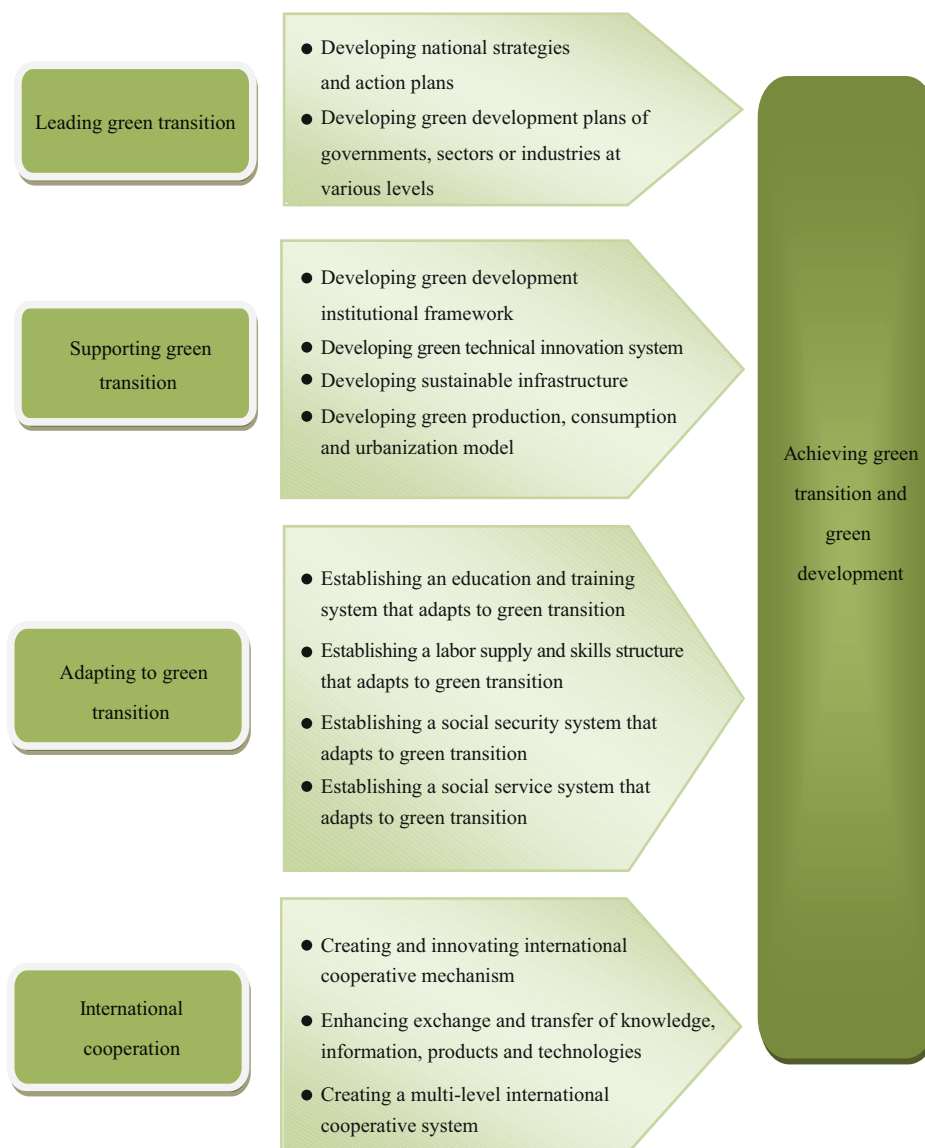 Leading green transition
● Developing national strategies
and action plans
● Developing green development plans of
governments, sectors or industries at
various levels
Supporting green
transition
● Developing green development
institutional framework
● Developing green technical innovation system
● Developing sustainable infrastructure
● Developing green production, consumption
and urbanization model
Adapting to green
transition
● Establishing an education and training
system that adapts to green transition
● Establishing a labor supply and skills structure
that adapts to green transition
● Establishing a social security system that
adapts to green transition
● Establishing a social service system that
adapts to green transition
International
cooperation
● Creating and innovating international
cooperative mechanism
● Enhancing exchange and transfer of knowledge,
information, products and technologies
● Creating a multi-level international
cooperative system
Achieving green
transition and
green
development